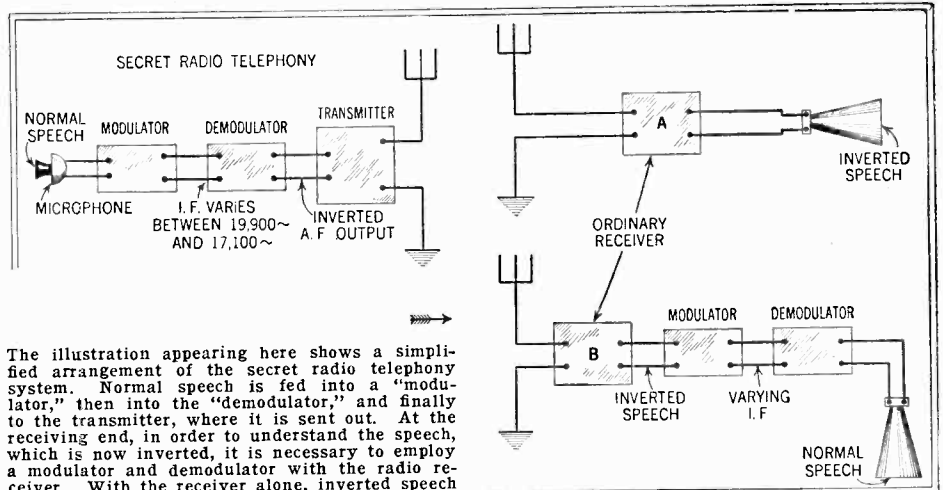 SECRET RADIO TELEPHONY
NORMAL
SPEECH
MODULATOR
DEMODULATOR
TRANSMITTER
MICROPHONE
I.F. VARIES
BETWEEN 19,900~
AND 17,100~
INVERTED
A.F OUTPUT
A
INVERTED
SPEECH
ORDINARY
RECEIVER
B
MODULATOR
DEMODULATOR
INVERTED
SPEECH
VARYING
I.F
NORMAL
SPEECH
The illustration appearing here shows a simpli-
fied arrangement of the secret radio telephony
system. Normal speech is fed into a "modu-
lator," then into the "demodulator," and finally
to the transmitter, where it is sent out. At the
receiving end, in order to understand the speech,
which is now inverted, it is necessary to employ
a modulator and demodulator with the radio re-
ceiver. With the receiver alone, inverted speech